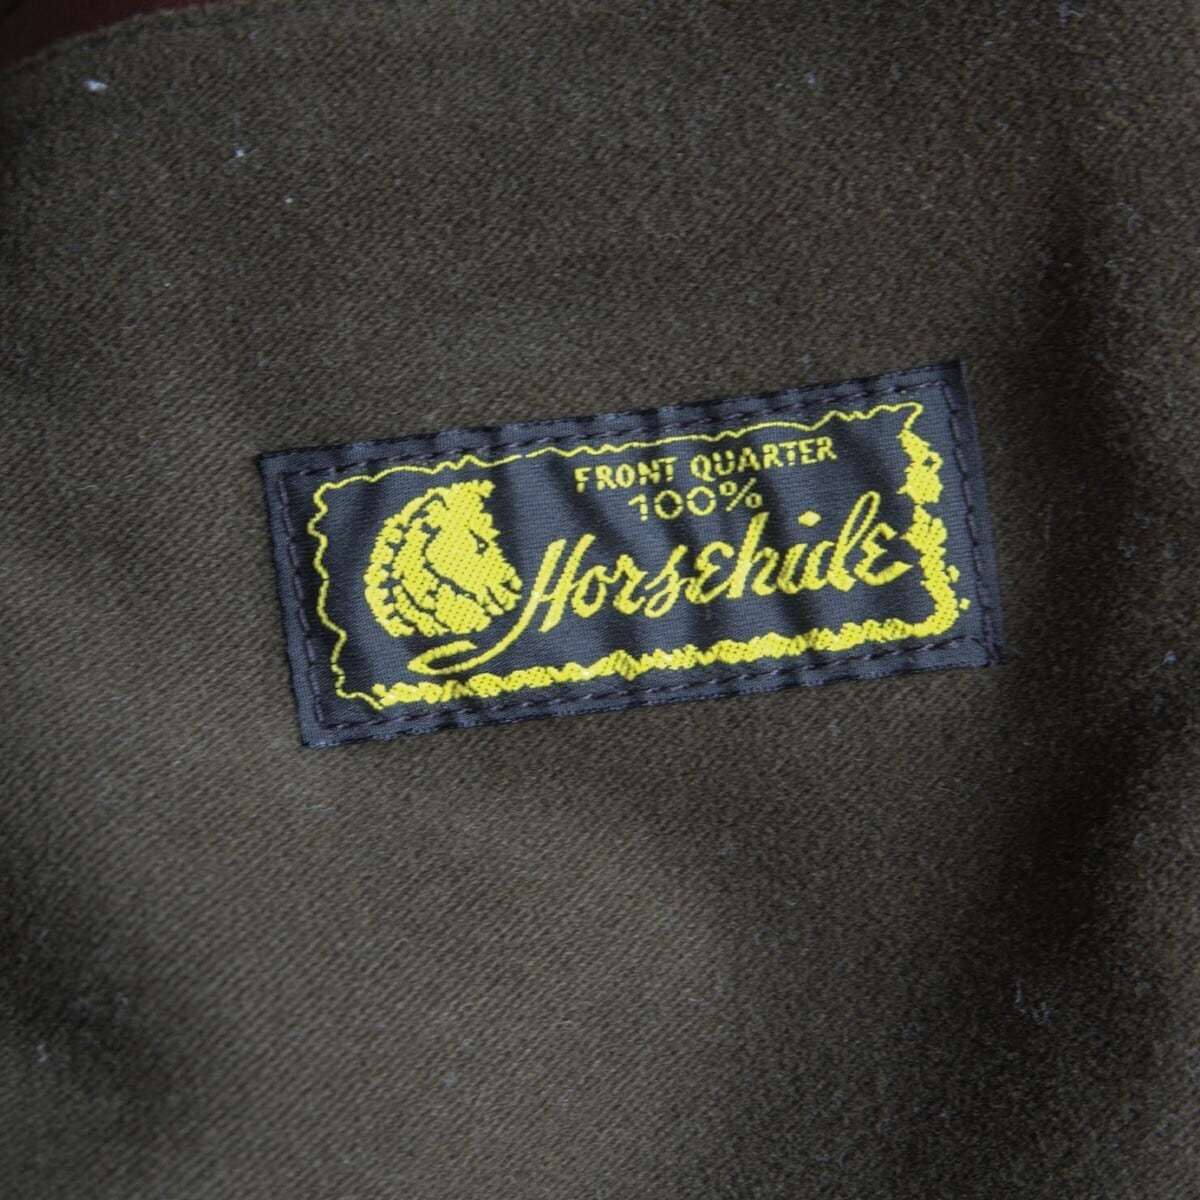 FRONT QUARTER
100%
Horsehide